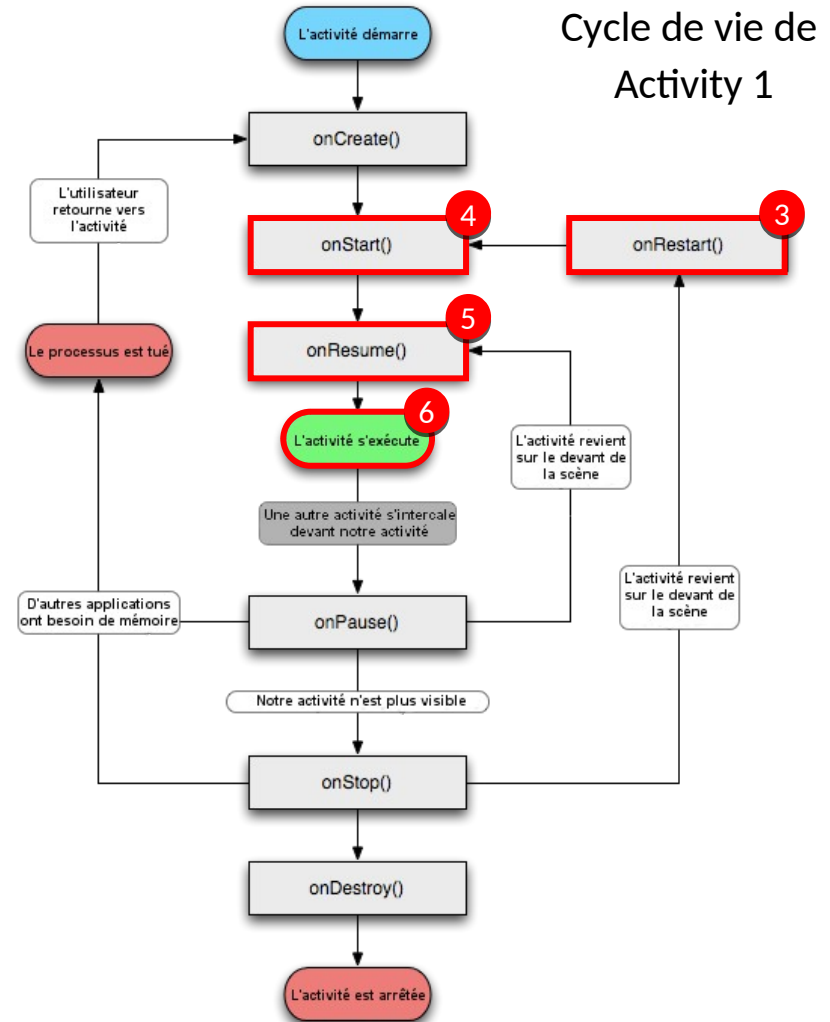 Cycle de vie de
Activity 1
L'activité démarre
onCreate()
L'utilisateur
retourne vers
l'activité
4
onStart()
3
onRestart()
5
onResume()
Le processus est tué
6
L'activité s'exécute
L'activité revient
sur le devant de
la scène
Une autre activité s'intercale
devant notre activité
L'activité revient
sur le devant de
la scène
D'autres applications
ont besoin de mémoire
onPause()
Notre activité n'est plus visible
onStop()
onDestroy()
L'activité est arrêtée